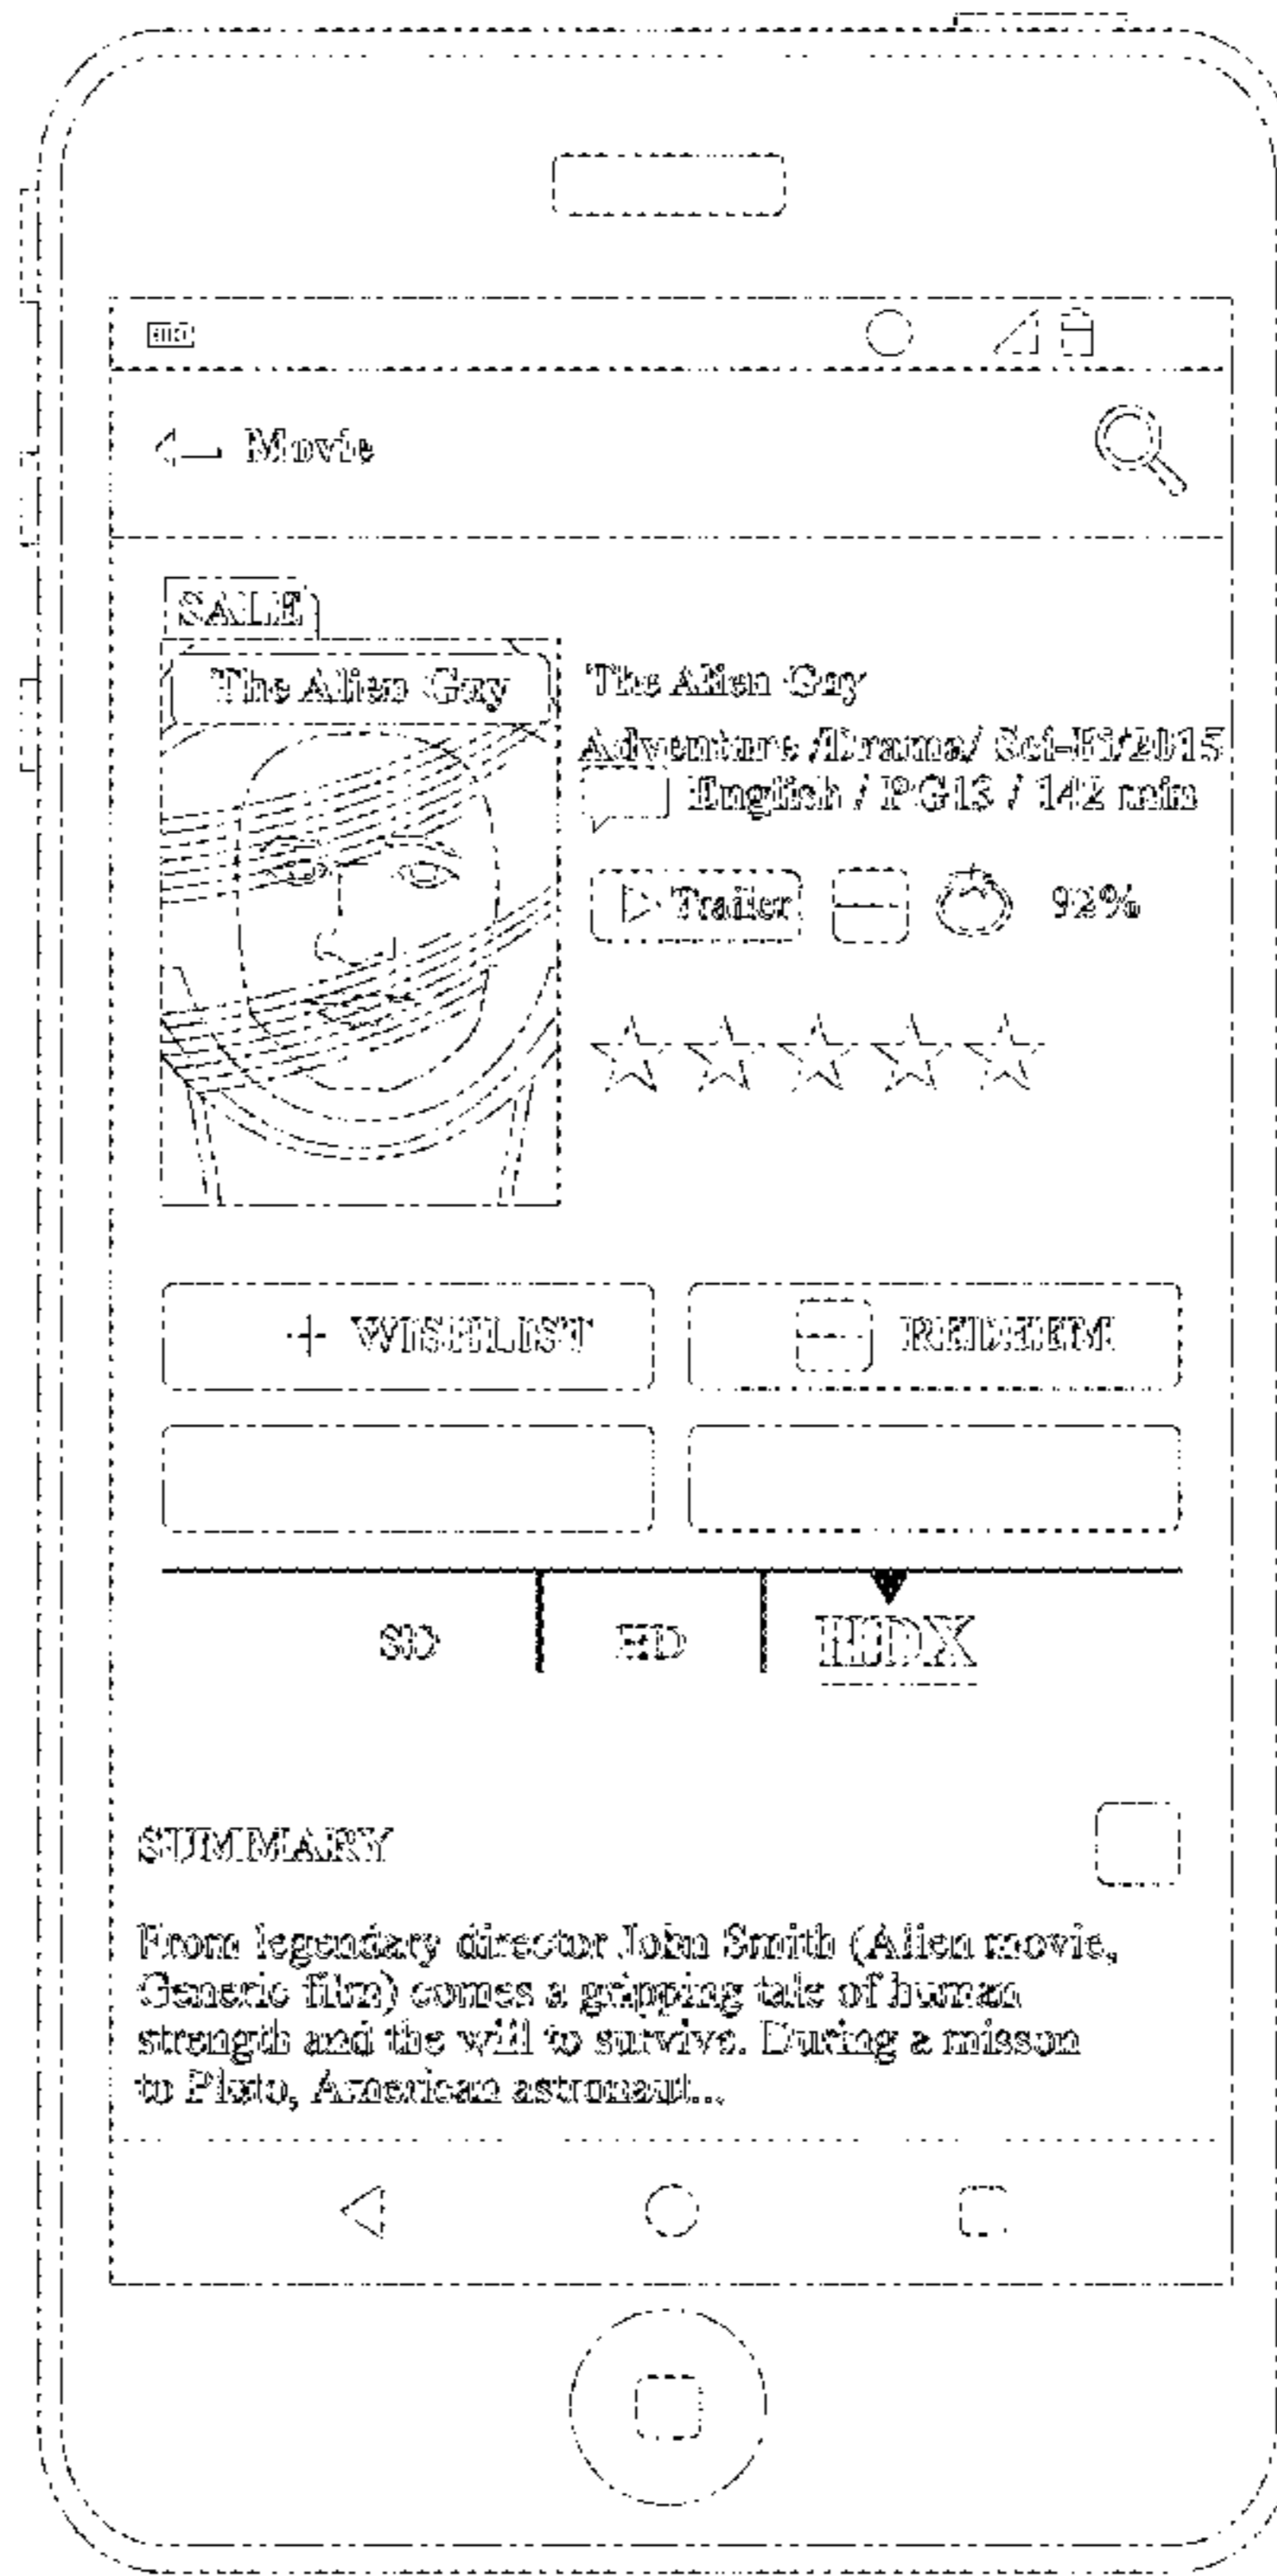 Movie
SALE
The Alien Guy
The Alien Guy
Adventure /Drama/ Sci-Fi/2015
English / PG13 / 142 min
Trailer 92%
+ WISHLIST
REDEEM
SD HD HDX
SUMMARY
From legendary director John Smith (Alien movie,
Generic film) comes a gripping tale of human
strength and the will to survive. During a misson
to Pluto, American astronaut...